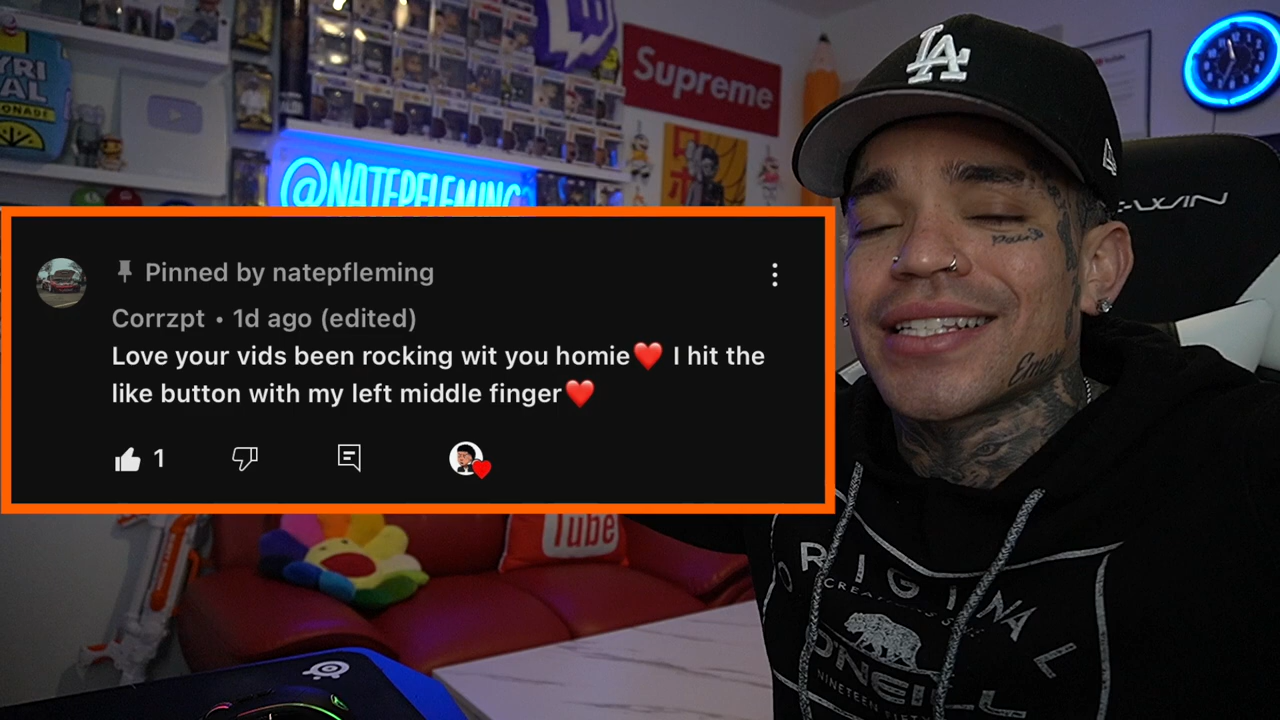 Supreme
LA
@NATEPFLEMING
Pinned by natepfleming
Corrzpt • 1d ago (edited)
Love your vids been rocking wit you homie❤️ I hit the
like button with my left middle finger❤️
1
Tube
ORIGINAL
O'NEILL